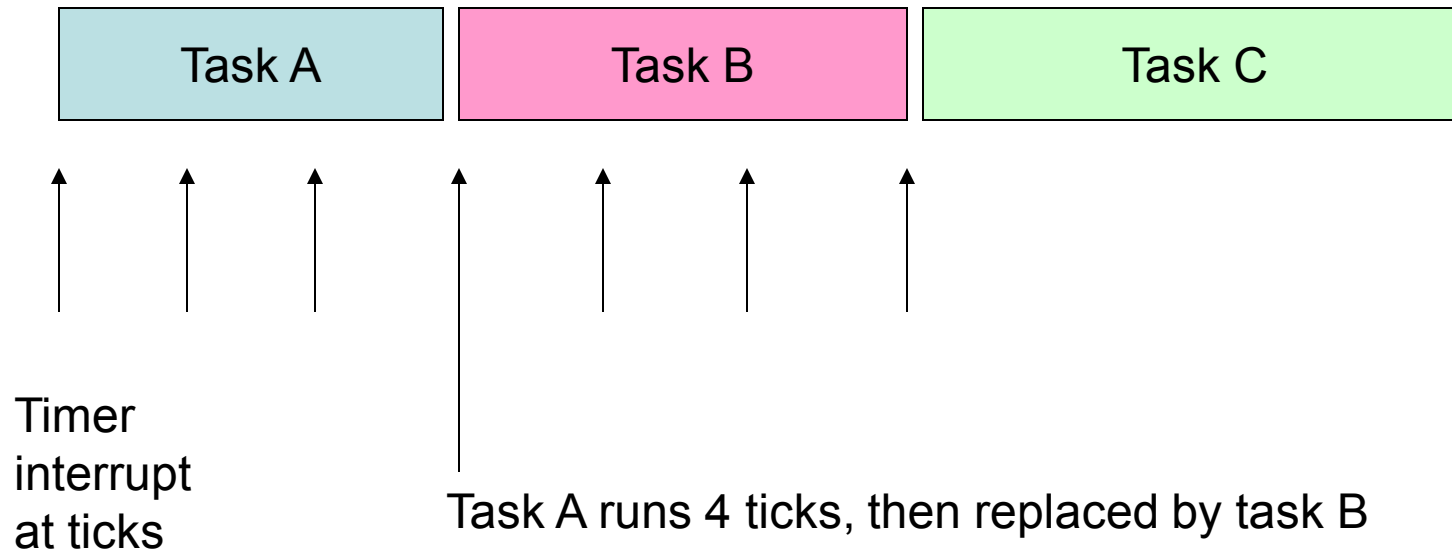 Task A
Task B
Task C
Timer
interrupt
at ticks
Task A runs 4 ticks, then replaced by task B